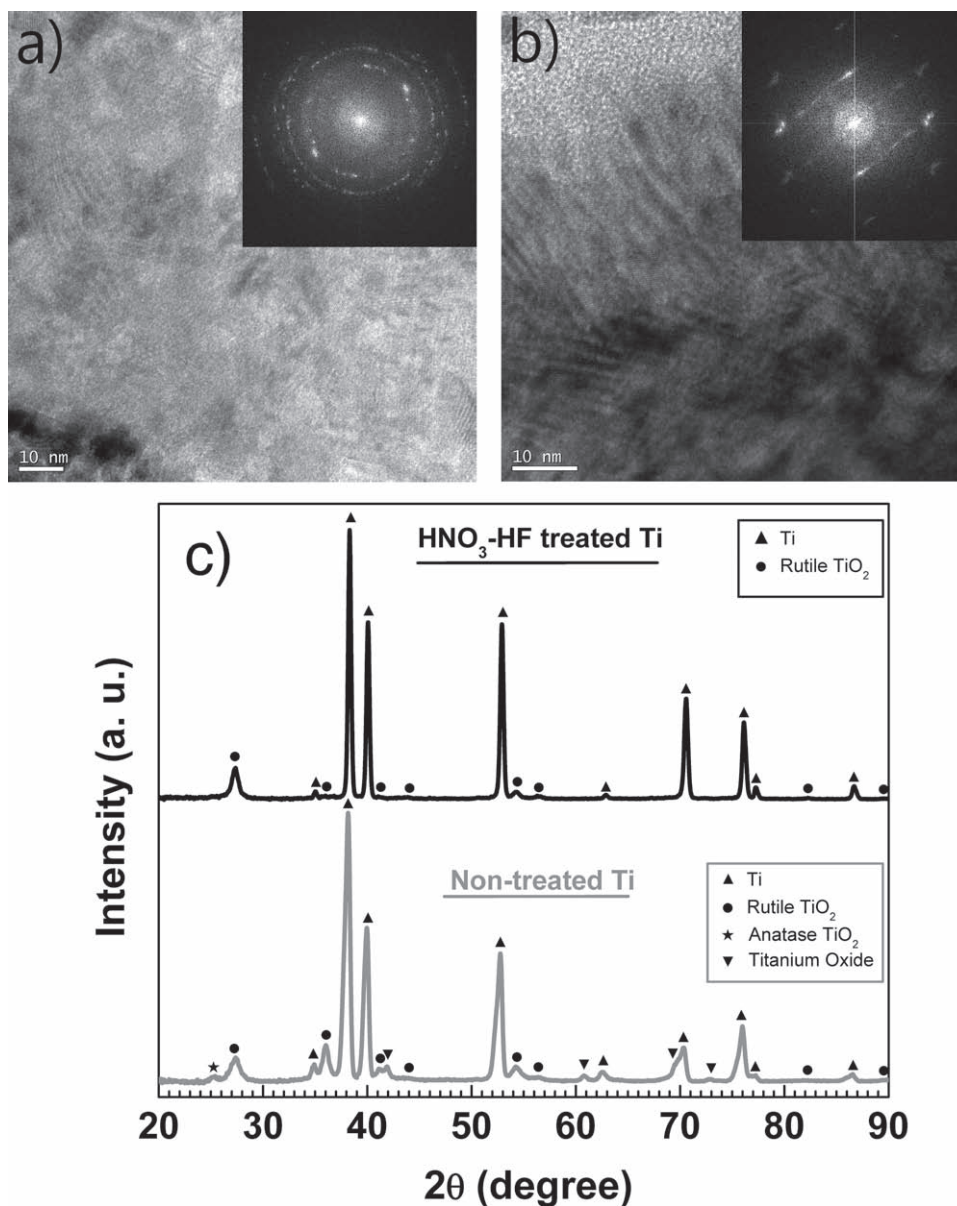 a)
10 nm
b)
10 nm
c)
HNO₃-HF treated Ti
▲ Ti
● Rutile TiO₂
Non-treated Ti
▲ Ti
● Rutile TiO₂
★ Anatase TiO₂
▼ Titanium Oxide
Intensity (a. u.)
20 30 40 50 60 70 80 90
2θ (degree)